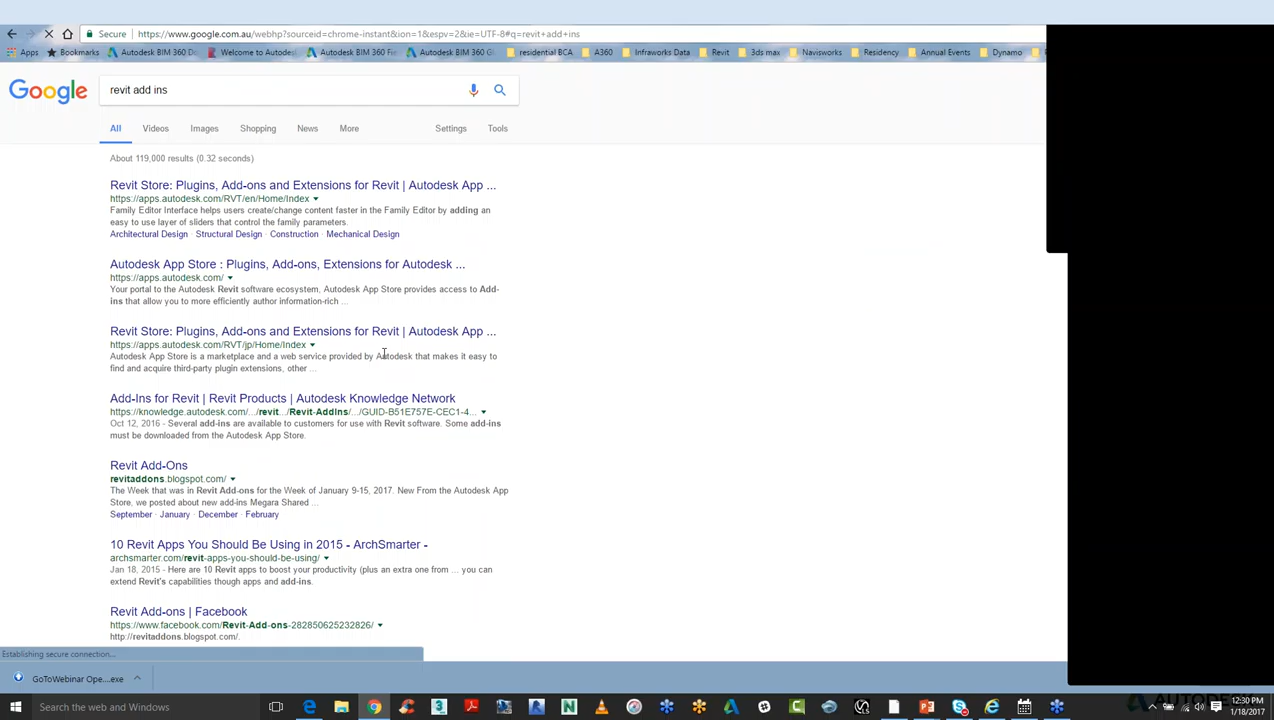 Secure
https://www.google.com.au/webhp?sourceid=chrome-instant&ion=1&espv=2&ie=UTF-8#q=revit+add+ins
Apps Bookmarks Autodesk BIM 360 Welcome to Autodes Autodesk BIM 360 Fie Autodesk BIM 360 residential BCA A360 Infraworks Data Revit 3ds max Navisworks Residency Annual Events Dynamo
Google
revit add ins
All Videos Images Shopping News More Settings Tools
About 119,000 results (0.32 seconds)
Revit Store: Plugins, Add-ons and Extensions for Revit | Autodesk App ...
https://apps.autodesk.com/RVT/en/Home/Index
Family Editor Interface helps users create/change content faster in the Family Editor by adding an
easy to use layer of sliders that control the family parameters.
Architectural Design · Structural Design · Construction · Mechanical Design
Autodesk App Store : Plugins, Add-ons, Extensions for Autodesk ...
https://apps.autodesk.com/
Your portal to the Autodesk Revit software ecosystem, Autodesk App Store provides access to Add-
ins that allow you to more efficiently author information-rich ...
Revit Store: Plugins, Add-ons and Extensions for Revit | Autodesk App ...
https://apps.autodesk.com/RVT/jp/Home/Index
Autodesk App Store is a marketplace and a web service provided by Autodesk that makes it easy to
find and acquire third-party plugin extensions, other ...
Add-Ins for Revit | Revit Products | Autodesk Knowledge Network
https://knowledge.autodesk.com/.../revit.../Revit-AddIns/.../GUID-B51E757E-CEC1-4...
Oct 12, 2016 - Several add-ins are available to customers for use with Revit software. Some add-ins
must be downloaded from the Autodesk App Store.
Revit Add-Ons
revitaddons.blogspot.com/
The Week that was in Revit Add-ons for the Week of January 9-15, 2017. New From the Autodesk App
Store, we posted about new add-ins Megara Shared ...
September · January · December · February
10 Revit Apps You Should Be Using in 2015 - ArchSmarter -
archsmarter.com/revit-apps-you-should-be-using/
Jan 18, 2015 - Here are 10 Revit apps to boost your productivity (plus an extra one from ... you can
extend Revit's capabilities though apps and add-ins.
Revit Add-ons | Facebook
https://www.facebook.com/Revit-Add-ons-282850625232826/
http://revitaddons.blogspot.com/.
Establishing secure connection...
GoToWebinar Ope....exe
Search the web and Windows
12:30 PM
1/18/2017